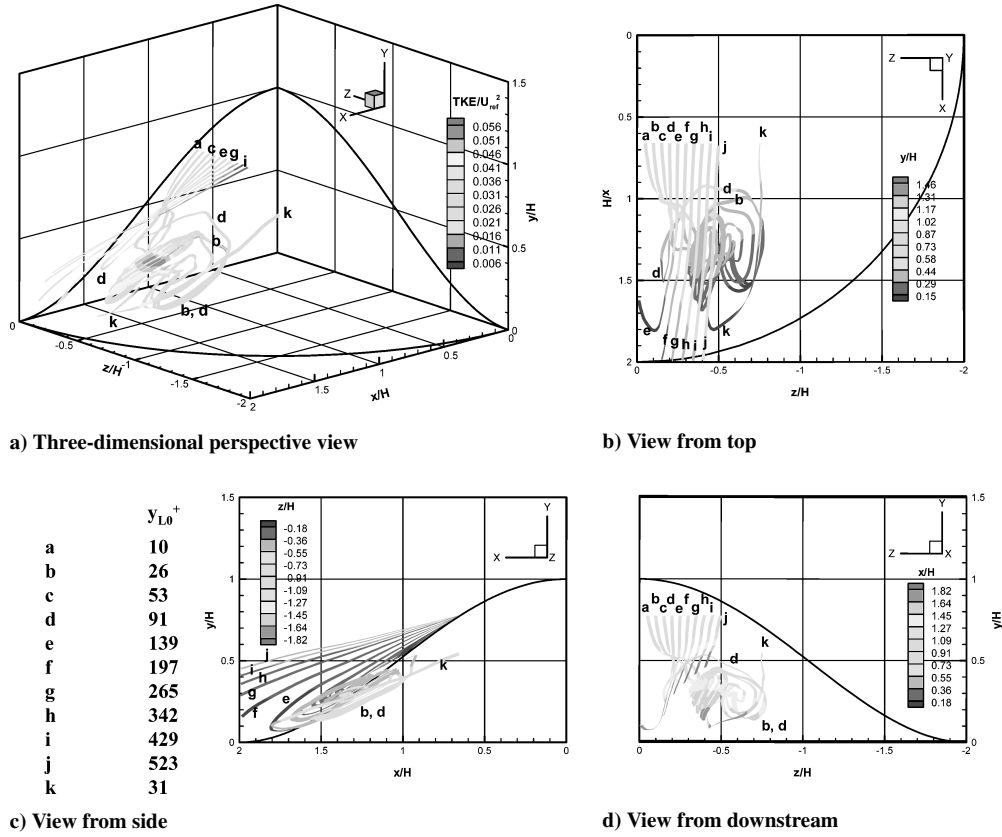 Y
Z
X
TKE/U_ref^2
0.056
0.051
0.046
0.041
0.036
0.031
0.026
0.021
0.016
0.011
0.006
1.5
1
0.5
0
y/H
a c e g i
d
b
k
d
b, d
k
0
-0.5
-1
-1.5
-2
z/H
2
1.5
1
0.5
x/H
a) Three-dimensional perspective view
0
0.5
1
1.5
2
H/x
Z Y
X
b d f h
a c e g i
j
k
d
b
d
e
k
f g h i j
y/H
1.46
1.31
1.17
1.02
0.87
0.73
0.58
0.44
0.29
0.15
0 -0.5 -1 -1.5 -2
z/H
b) View from top
y_L0^+
a 10
b 26
c 53
d 91
e 139
f 197
g 265
h 342
i 429
j 523
k 31
1.5
1
0.5
0
y/H
z/H
-0.18
-0.36
-0.55
-0.73
-0.91
-1.09
-1.27
-1.45
-1.64
-1.82
Y
X Z
j
i
h
g
f
e
k
b, d
2 1.5 1 0.5 0
x/H
c) View from side
Y
Z X
x/H
1.82
1.64
1.45
1.27
1.09
0.91
0.73
0.55
0.36
0.18
b d f h
a c e g i
j
k
d
b, d
1.5
1
0.5
0
y/H
0 -0.5 -1 -1.5 -2
z/H
d) View from downstream